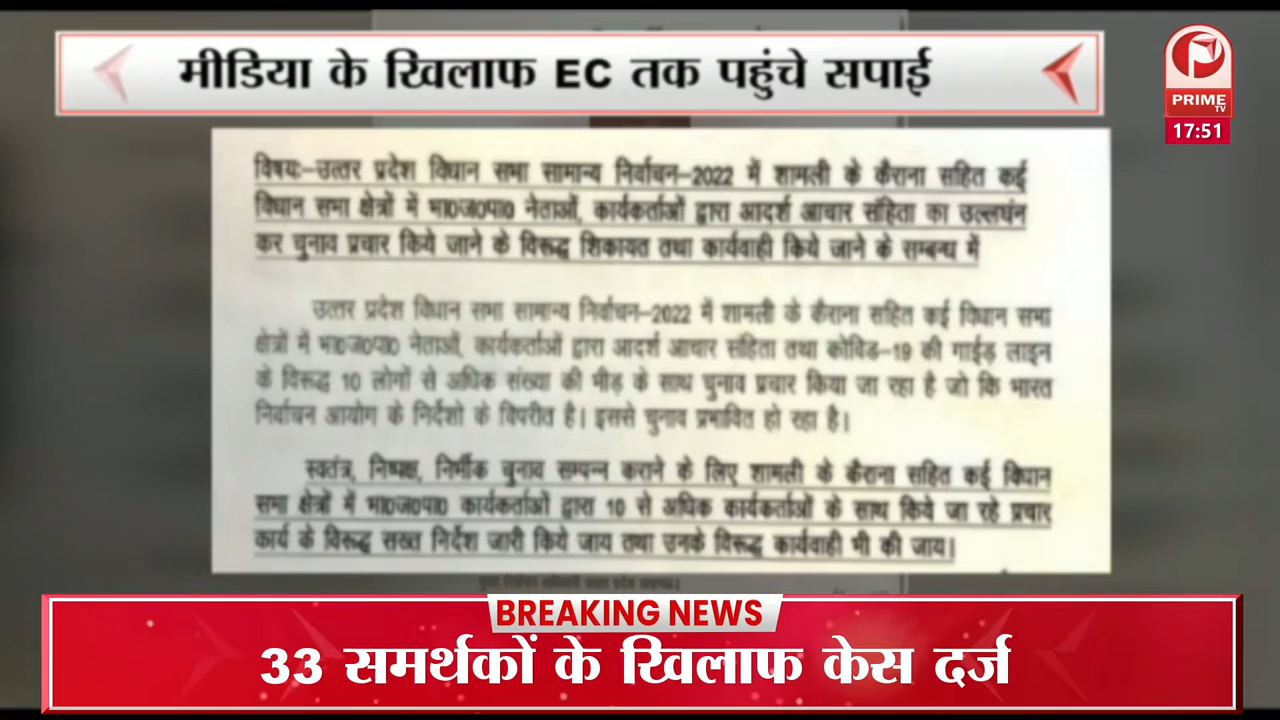 मीडिया के खिलाफ EC तक पहुंचे सपाई
PRIME
TV
17:51
विषयः-उत्तर प्रदेश विधान सभा सामान्य निर्वाचन-2022 में शामली के कैराना सहित कई
विधान सभा क्षेत्रों में भा0ज0पा0 नेताओं, कार्यकर्ताओं द्वारा आदर्श आचार संहिता का उल्लघंन
कर चुनाव प्रचार किये जाने के विरूद्ध शिकायत तथा कार्यवाही किये जाने के सम्बन्ध में
उत्तर प्रदेश विधान सभा सामान्य निर्वाचन-2022 में शामली के कैराना सहित कई विधान सभा
क्षेत्रों में भा0ज0पा0 नेताओं, कार्यकर्ताओं द्वारा आदर्श आचार संहिता तथा कोविड-19 की गाईड लाइन
के विरूद्ध 10 लोगों से अधिक संख्या की भीड़ के साथ चुनाव प्रचार किया जा रहा है जो कि भारत
निर्वाचन आयोग के निर्देशो के विपरीत है। इससे चुनाव प्रभावित हो रहा है।
स्वतंत्र, निष्पक्ष, निर्भीक चुनाव सम्पन्न कराने के लिए शामली के कैराना सहित कई विधान
सभा क्षेत्रों में भा0ज0पा0 कार्यकर्ताओं द्वारा 10 से अधिक कार्यकर्ताओं के साथ किये जा रहे प्रचार
कार्य के विरूद्ध सख्त निर्देश जारी किये जाय तथा उनके विरूद्ध कार्यवाही भी की जाय।
BREAKING NEWS
33 समर्थकों के खिलाफ केस दर्ज